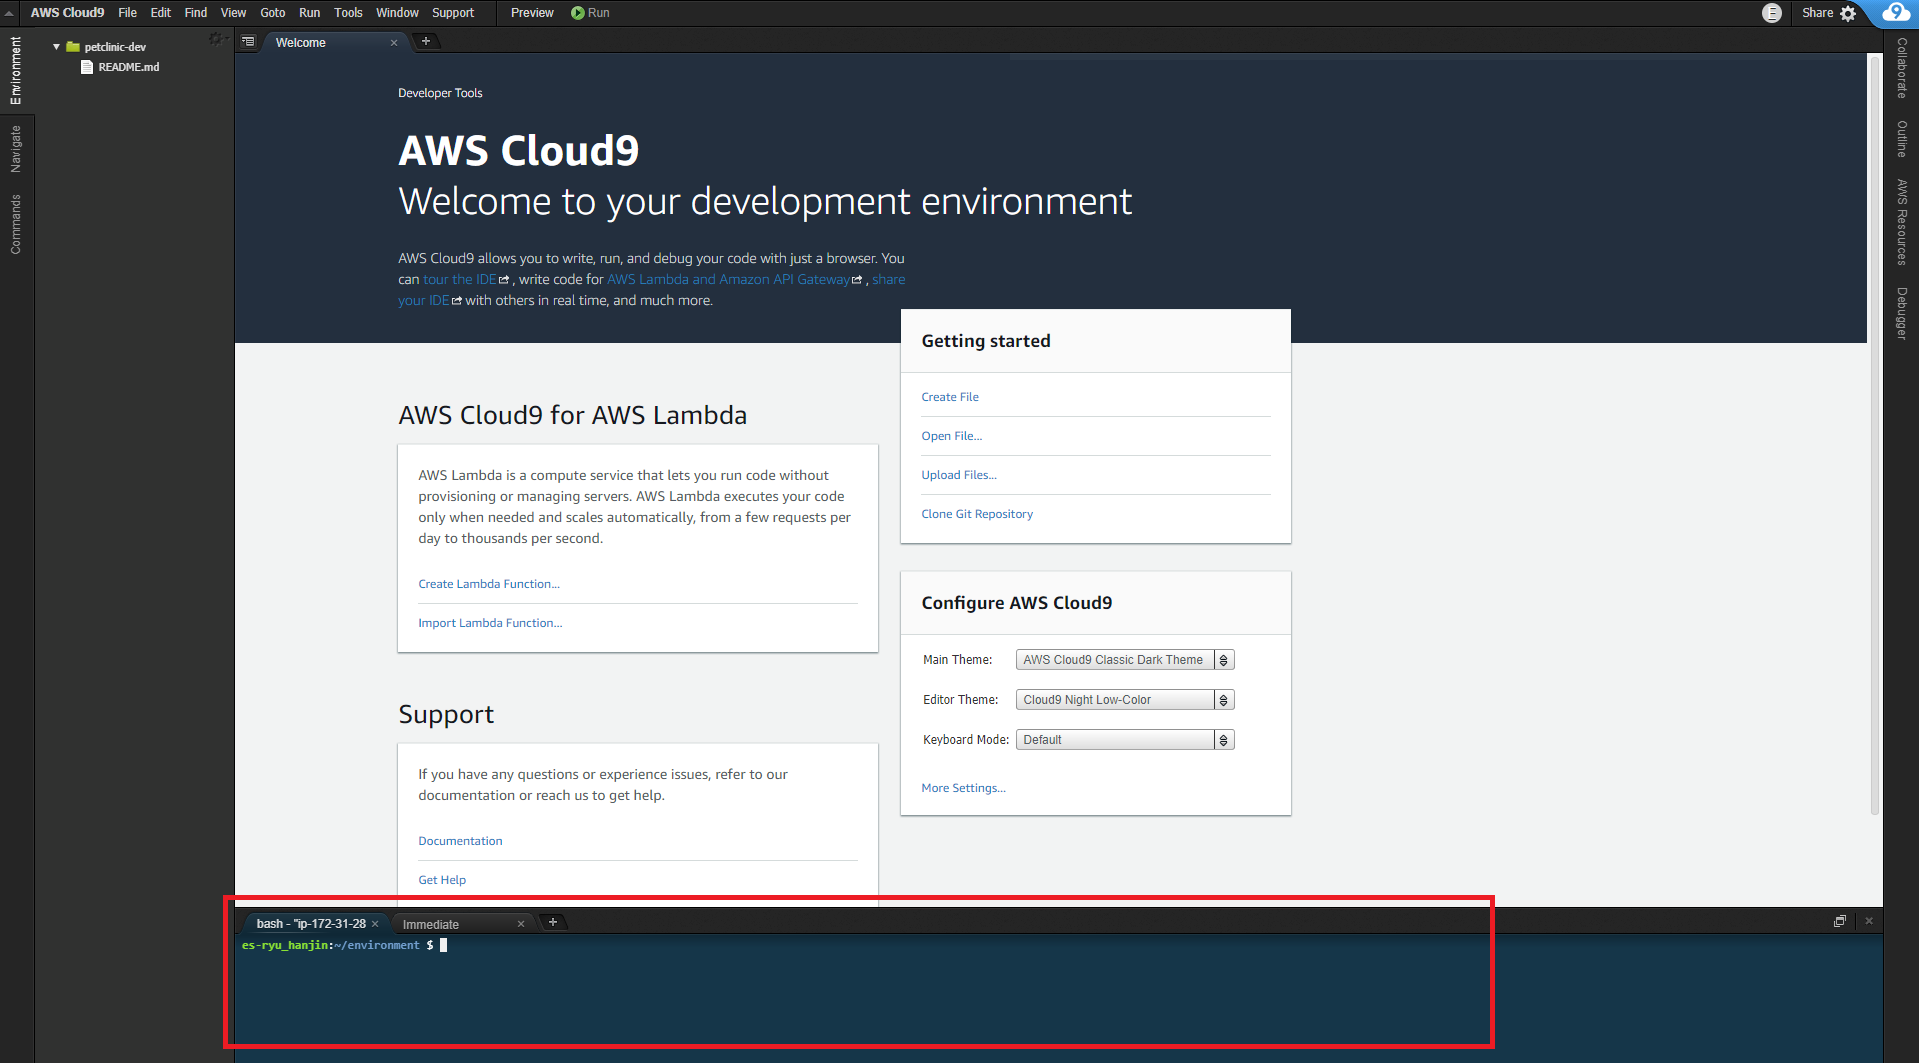 AWS Cloud9 File Edit Find View Goto Run Tools Window Support Preview Run E Share 9
Environment
Navigate
Commands
petclinic-dev
README.md
Welcome
Developer Tools
AWS Cloud9
Welcome to your development environment
AWS Cloud9 allows you to write, run, and debug your code with just a browser. You
can tour the IDE , write code for AWS Lambda and Amazon API Gateway , share
your IDE with others in real time, and much more.
AWS Cloud9 for AWS Lambda
AWS Lambda is a compute service that lets you run code without
provisioning or managing servers. AWS Lambda executes your code
only when needed and scales automatically, from a few requests per
day to thousands per second.
Create Lambda Function...
Import Lambda Function...
Support
If you have any questions or experience issues, refer to our
documentation or reach us to get help.
Documentation
Get Help
Getting started
Create File
Open File...
Upload Files...
Clone Git Repository
Configure AWS Cloud9
Main Theme: AWS Cloud9 Classic Dark Theme
Editor Theme: Cloud9 Night Low-Color
Keyboard Mode: Default
More Settings...
Collaborate
Outline
AWS Resources
Debugger
bash - "ip-172-31-28 Immediate
es-ryu_hanjin:~/environment $